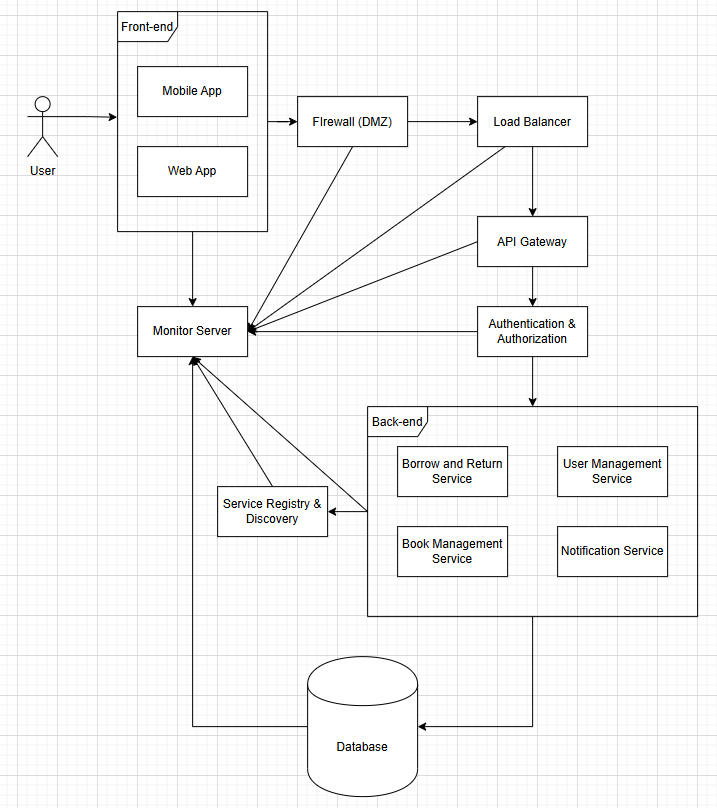 Front-end
Mobile App
Web App
User
FIrewall (DMZ)
Load Balancer
API Gateway
Monitor Server
Authentication &
Authorization
Back-end
Borrow and Return
Service
User Management
Service
Service Registry &
Discovery
Book Management
Service
Notification Service
Database